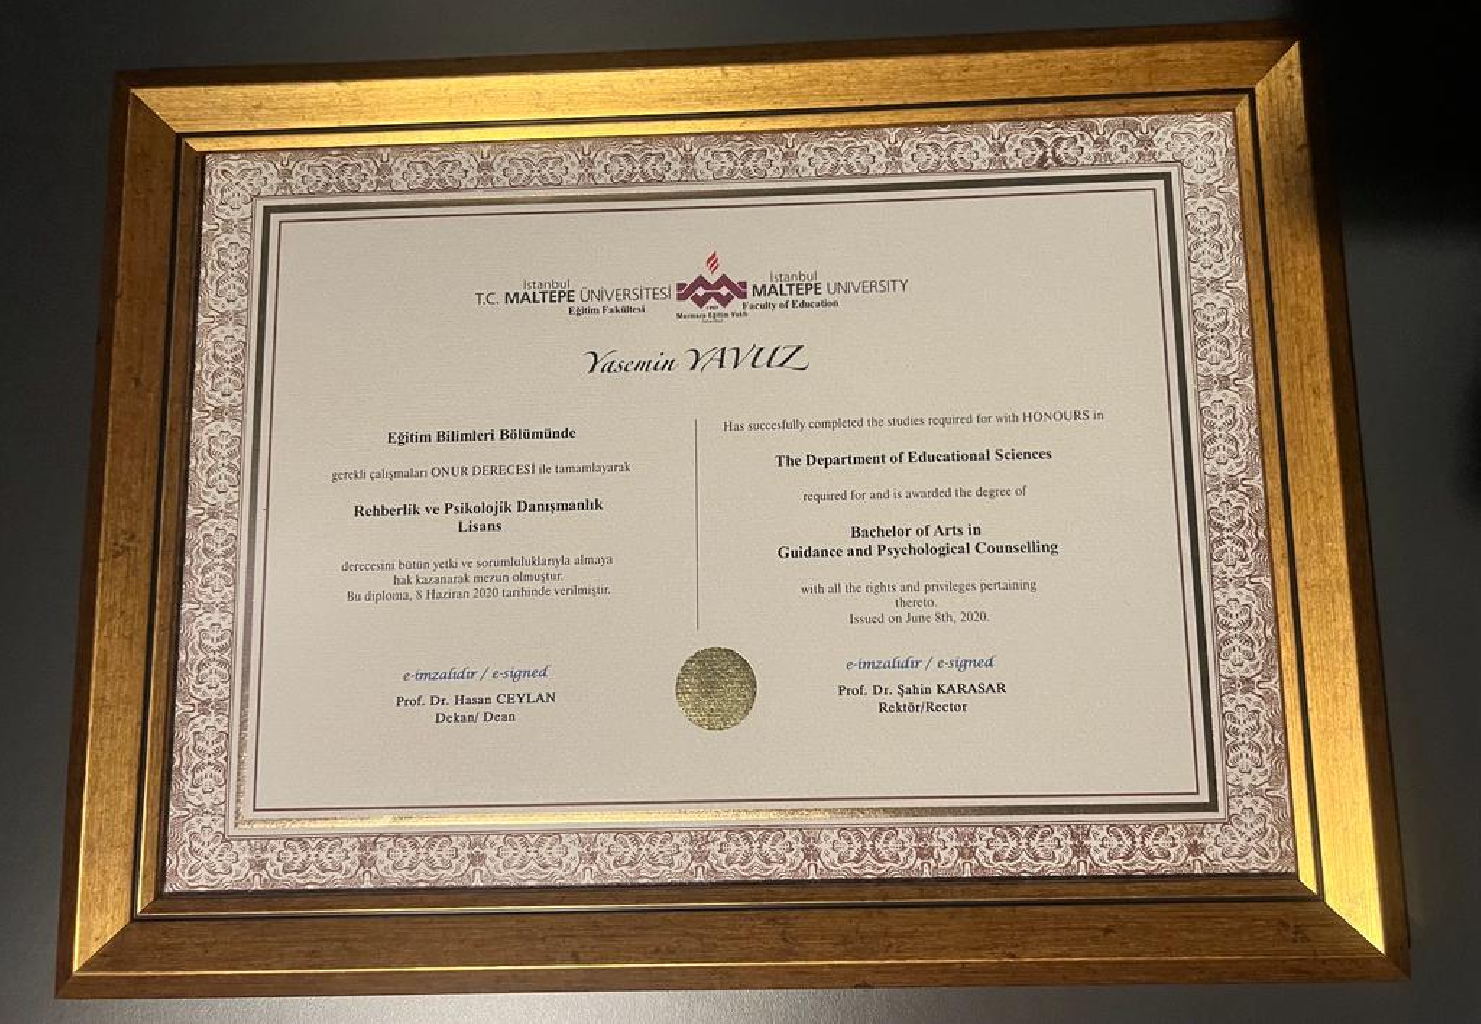 İstanbul
T.C. MALTEPE ÜNİVERSİTESİ
Eğitim Fakültesi
İstanbul
MALTEPE UNIVERSITY
Faculty of Education
Marmara Eğitim Vakfı
Yasemin YAVUZ
Eğitim Bilimleri Bölümünde
gerekli çalışmaları ONUR DERECESİ ile tamamlayarak
Rehberlik ve Psikolojik Danışmanlık
Lisans
derecesini bütün yetki ve sorumluluklarıyla almaya
hak kazanarak mezun olmuştur.
Bu diploma, 8 Haziran 2020 tarihinde verilmiştir.
e-imzalıdır / e-signed
Prof. Dr. Hasan CEYLAN
Dekan/ Dean
Has succesfully completed the studies required for with HONOURS in
The Department of Educational Sciences
required for and is awarded the degree of
Bachelor of Arts in
Guidance and Psychological Counselling
with all the rights and privileges pertaining
thereto.
Issued on June 8th, 2020.
e-imzalıdır / e-signed
Prof. Dr. Şahin KARASAR
Rektör/Rector